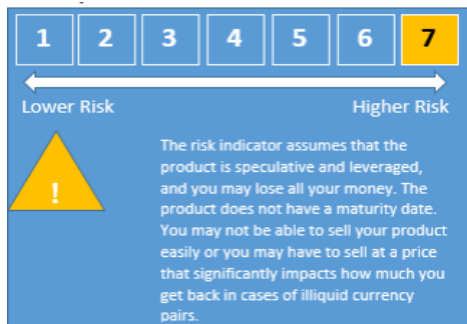 1 2 3 4 5 6 7
Lower Risk Higher Risk
!
The risk indicator assumes that the
product is speculative and leveraged,
and you may lose all your money. The
product does not have a maturity date.
You may not be able to sell your product
easily or you may have to sell at a price
that significantly impacts how much you
get back in cases of illiquid currency
pairs.